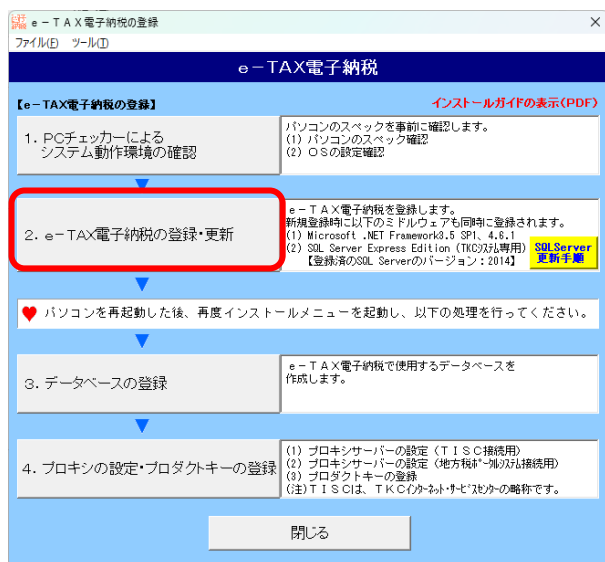 e－ＴＡＸ電子納税の登録
ファイル(F) ツール(T)
e－TAX電子納税
【e－TAX電子納税の登録】
インストールガイドの表示(PDF)
1. PCチェッカーによる
システム動作環境の確認
パソコンのスペックを事前に確認します。
(1) パソコンのスペック確認
(2) ＯＳの設定確認
2. e－TAX電子納税の登録・更新
e－ＴＡＸ電子納税を登録します。
新規登録時に以下のミドルウェアも同時に登録されます。
(1) Microsoft .NET Framework3.5 SP1、4.6.1
(2) SQL Server Express Edition (TKCｼｽﾃﾑ専用)
【登録済のSQL Serverのバージョン：2014】
SQLServer
更新手順
♥ パソコンを再起動した後、再度インストールメニューを起動し、以下の処理を行ってください。
3. データベースの登録
e－ＴＡＸ電子納税で使用するデータベースを
作成します。
4. プロキシの設定・プロダクトキーの登録
(1) プロキシサーバーの設定（ＴＩＳＣ接続用）
(2) プロキシサーバーの設定（地方税ﾎﾟｰﾀﾙｼｽﾃﾑ接続用）
(3) プロダクトキーの登録
(注)ＴＩＳＣは、ＴＫＣｲﾝﾀｰﾈｯﾄ･ｻｰﾋﾞｽｾﾝﾀｰの略称です。
閉じる